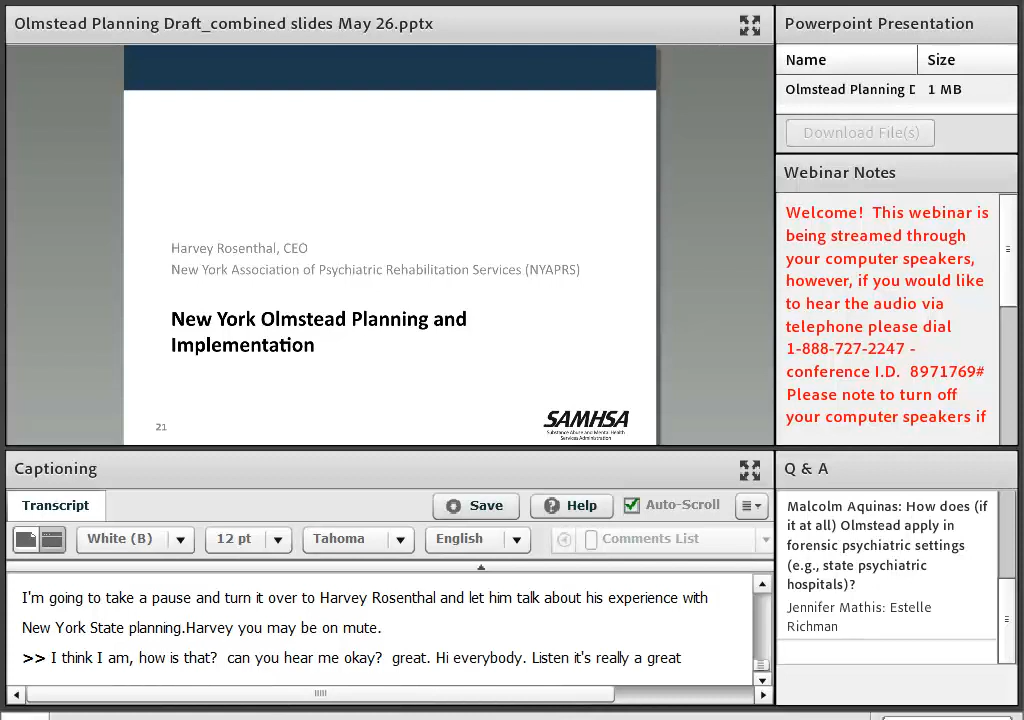 Olmstead Planning Draft_combined slides May 26.pptx
Harvey Rosenthal, CEO
New York Association of Psychiatric Rehabilitation Services (NYAPRS)
New York Olmstead Planning and
Implementation
21
SAMHSA
Substance Abuse and Mental Health
Services Administration
Powerpoint Presentation
Name Size
Olmstead Planning D 1 MB
Download File(s)
Webinar Notes
Welcome! This webinar is
being streamed through
your computer speakers,
however, if you would like
to hear the audio via
telephone please dial
1-888-727-2247 -
conference I.D. 8971769#
Please note to turn off
your computer speakers if
Captioning
Transcript Save Help Auto-Scroll
White (B) 12 pt Tahoma English Comments List
I'm going to take a pause and turn it over to Harvey Rosenthal and let him talk about his experience with
New York State planning.Harvey you may be on mute.
>> I think I am, how is that? can you hear me okay? great. Hi everybody. Listen it's really a great
Q & A
Malcolm Aquinas: How does (if
it at all) Olmstead apply in
forensic psychiatric settings
(e.g., state psychiatric
hospitals)?
Jennifer Mathis: Estelle
Richman